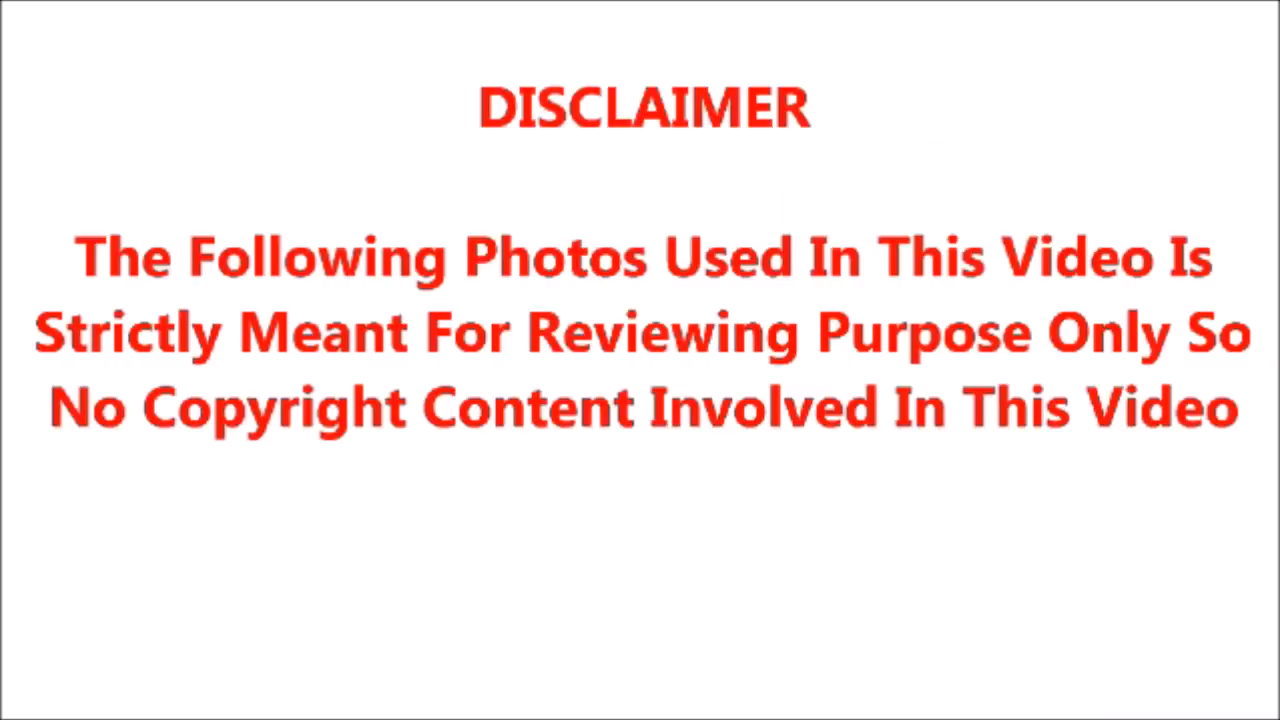 DISCLAIMER
The Following Photos Used In This Video Is
Strictly Meant For Reviewing Purpose Only So
No Copyright Content Involved In This Video